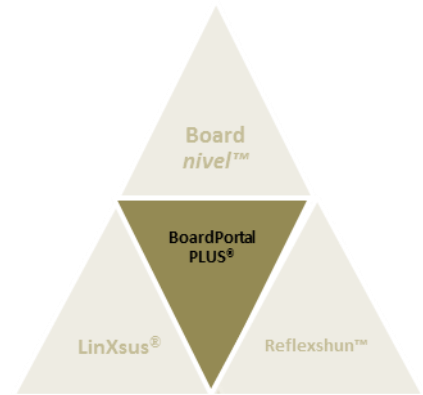 Board
nivel™
BoardPortal
PLUS®
LinXsus®
Reflexshun™